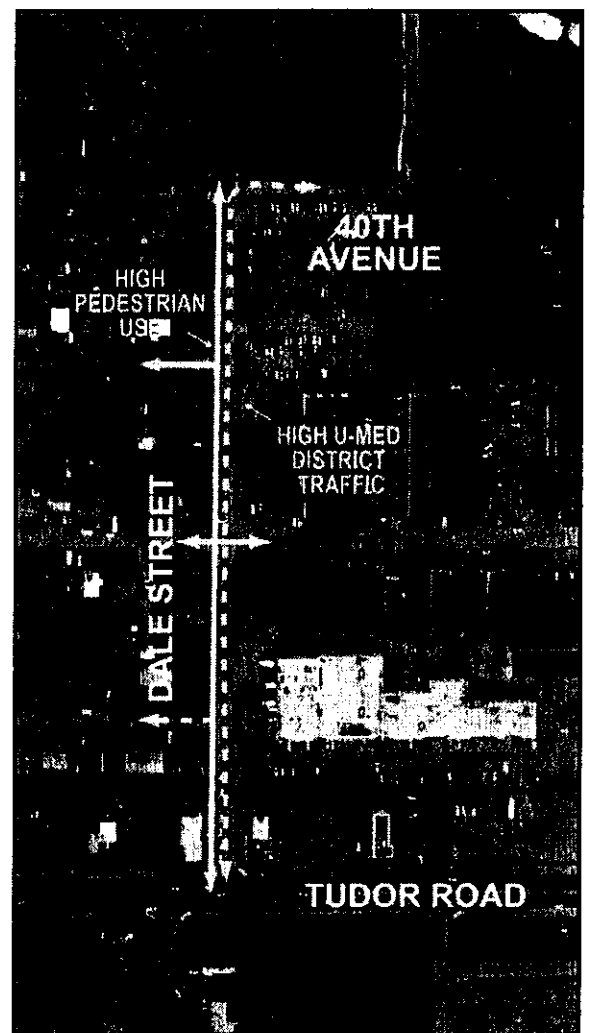 40TH
AVENUE
HIGH
PEDESTRIAN
USE
HIGH U-MED
DISTRICT
TRAFFIC
DALE STREET
TUDOR ROAD